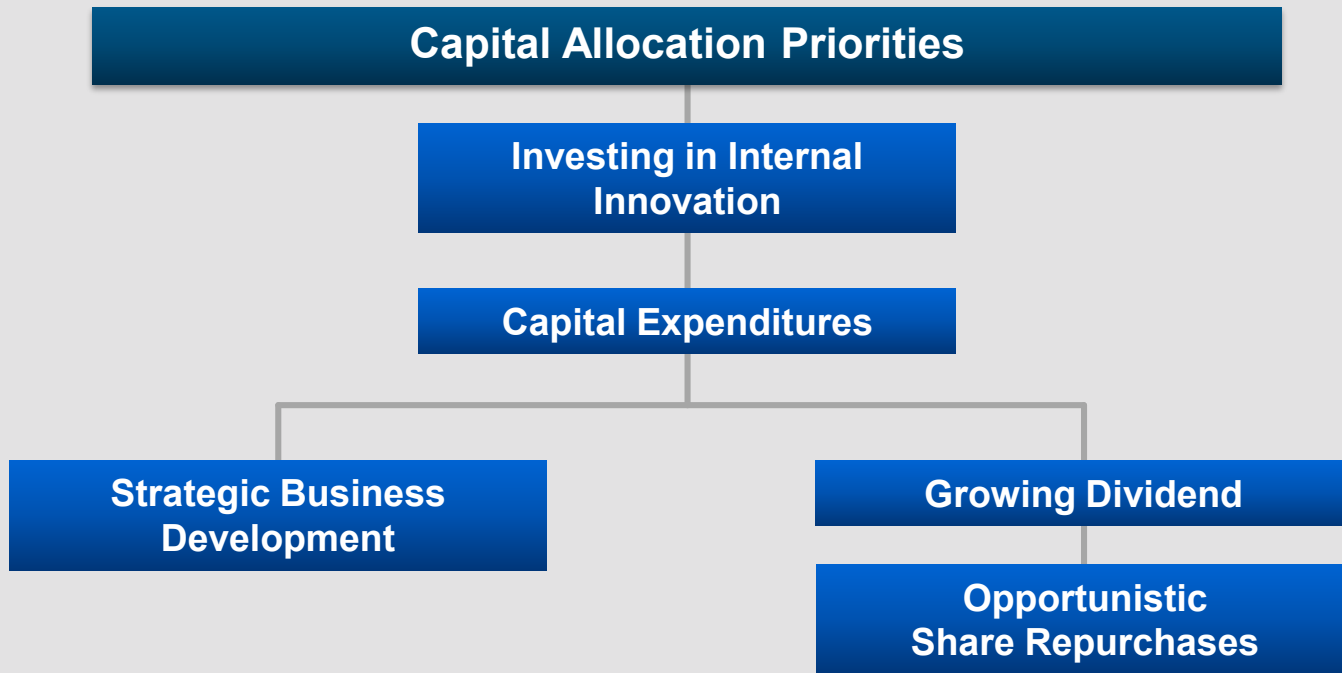 Capital Allocation Priorities
Investing in Internal
Innovation
Capital Expenditures
Strategic Business
Development
Growing Dividend
Opportunistic
Share Repurchases